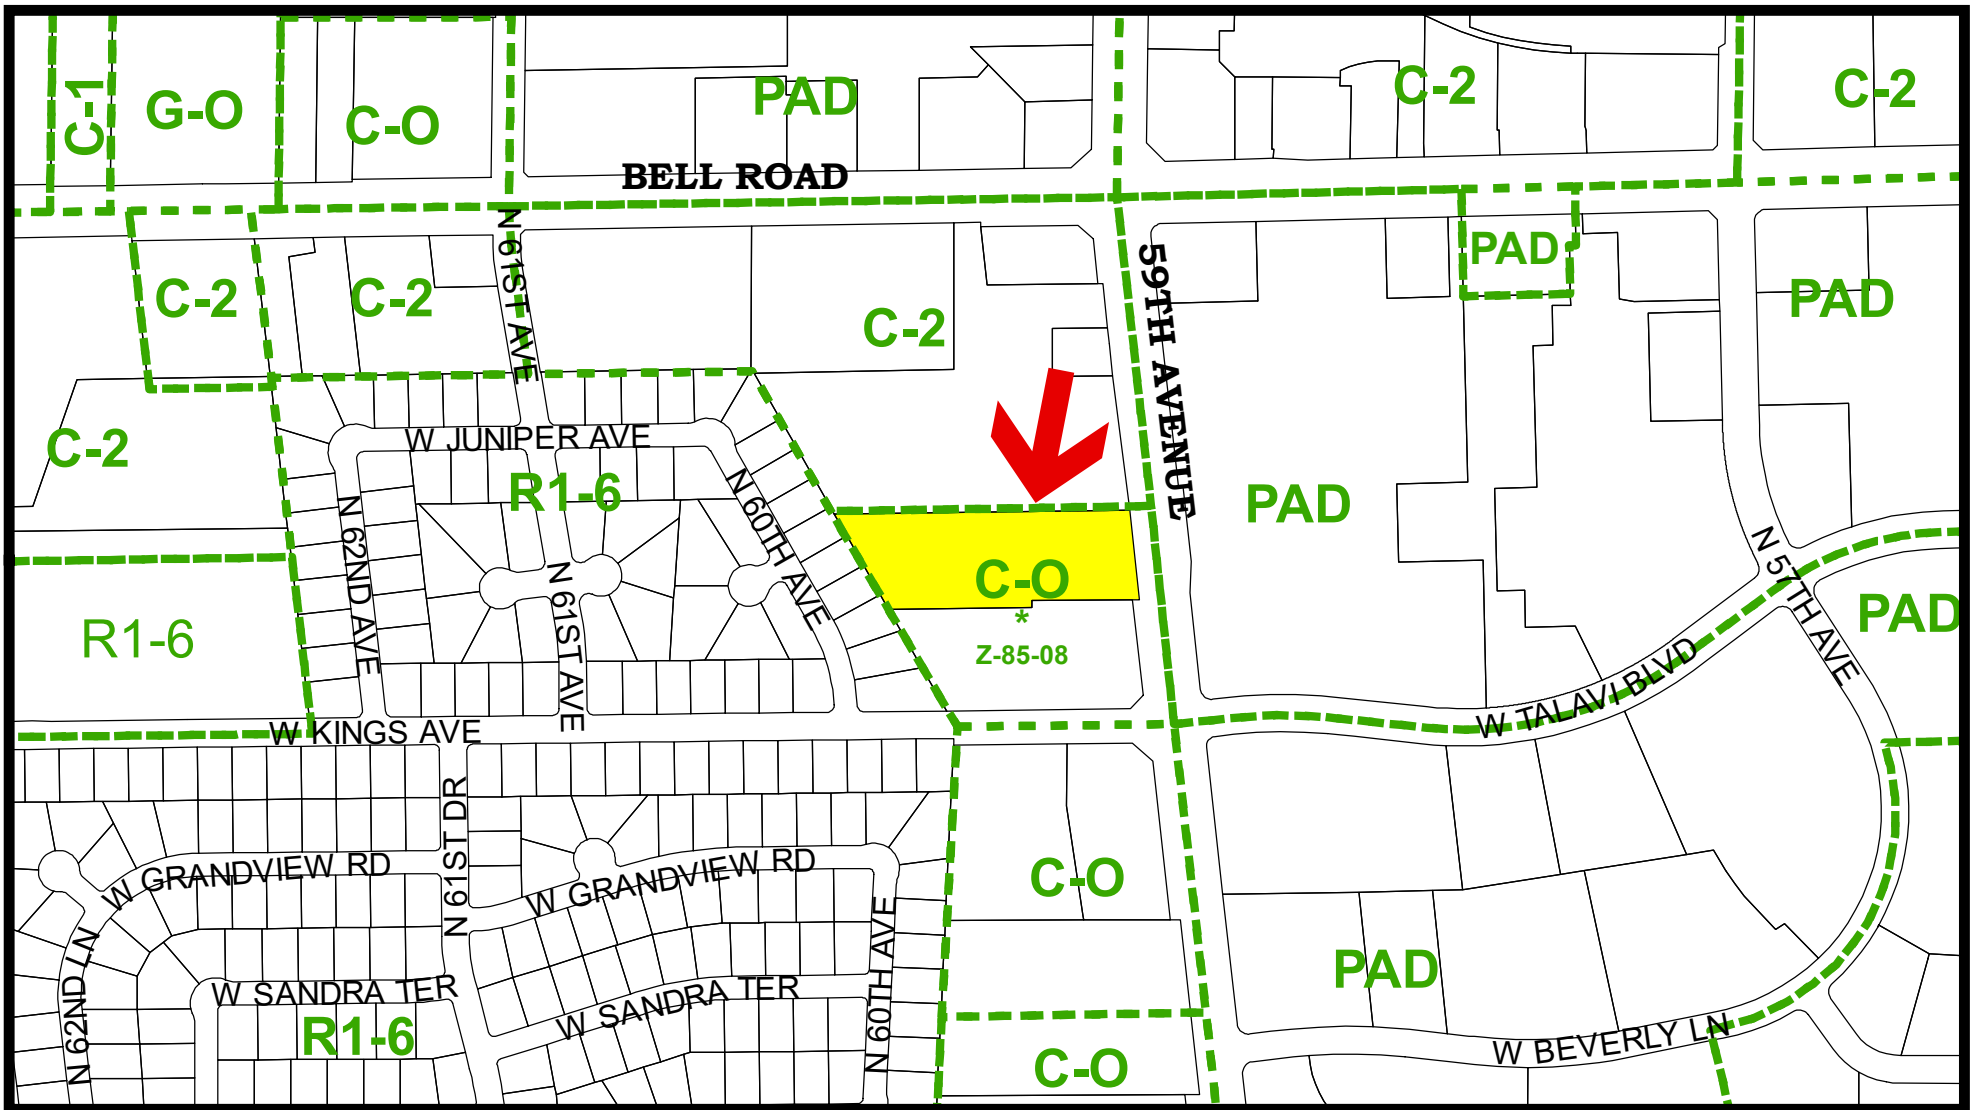 C-1
G-O
C-O
PAD
C-2
C-2
BELL ROAD
N 61ST AVE
59TH AVENUE
C-2
C-2
C-2
PAD
PAD
C-2
W JUNIPER AVE
R1-6
N 62ND AVE
N 60TH AVE
N 61ST AVE
PAD
C-O
*
Z-85-08
R1-6
N 57TH AVE
PAD
W TALAVI BLVD
W KINGS AVE
N 61ST DR
W GRANDVIEW RD
W GRANDVIEW RD
C-O
N 62ND LN
W SANDRA TER
W SANDRA TER
N 60TH AVE
PAD
R1-6
W BEVERLY LN
C-O